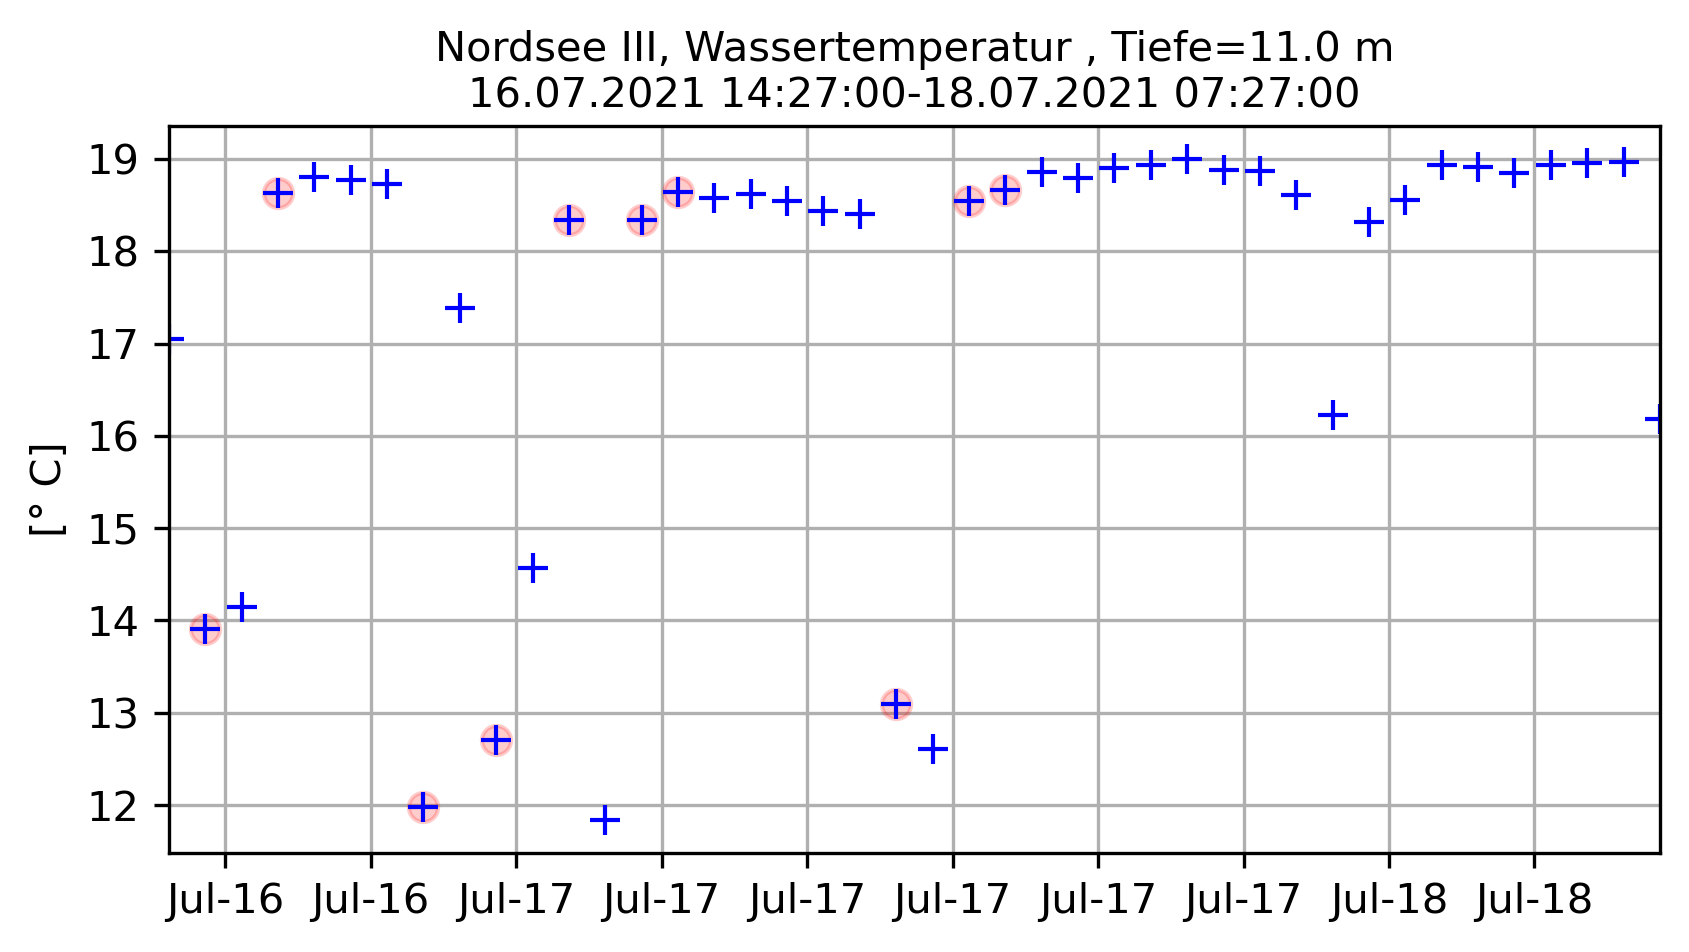 Nordsee III, Wassertemperatur , Tiefe=11.0 m
16.07.2021 14:27:00-18.07.2021 07:27:00
19
18
17
16
15
14
13
12
[° C]
Jul-16 Jul-16 Jul-17 Jul-17 Jul-17 Jul-17 Jul-17 Jul-17 Jul-18 Jul-18